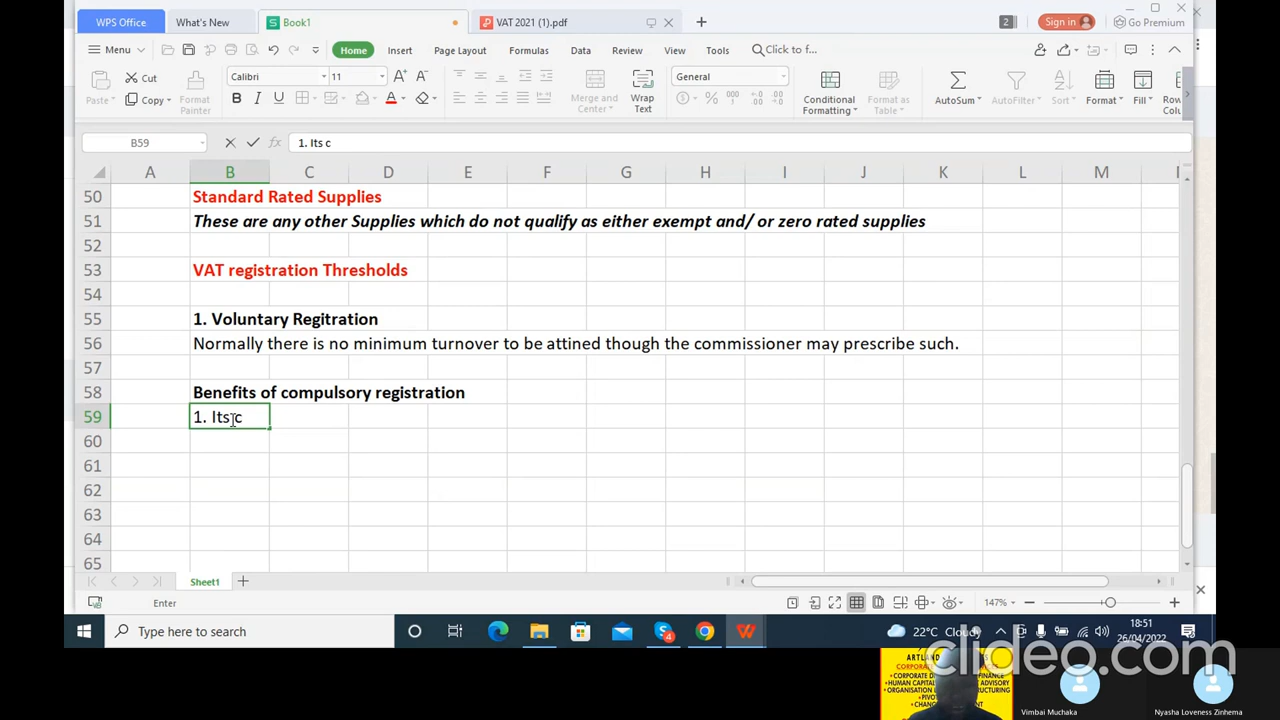 WPS Office
What's New
Book1
VAT 2021 (1).pdf
2
Sign in
Go Premium
Menu
Home
Insert
Page Layout
Formulas
Data
Review
View
Tools
Click to f...
Paste
Cut
Copy
Format Painter
Calibri
11
Merge and Center
Wrap Text
General
Conditional Formatting
Format as Table
AutoSum
AutoFilter
Sort
Format
Fill
B59
1. Its c
A B C D E F G H I J K L M
50 Standard Rated Supplies
51 These are any other Supplies which do not qualify as either exempt and/ or zero rated supplies
52
53 VAT registration Thresholds
54
55 1. Voluntary Regitration
56 Normally there is no minimum turnover to be attined though the commissioner may prescribe such.
57
58 Benefits of compulsory registration
59 1. Its c
60
61
62
63
64
65
Sheet1
Enter
147%
Type here to search
22°C Cloudy
18:51
26/04/2022
clideo.com
Vimbai Muchaka
Nyasha Loveness Zinhema